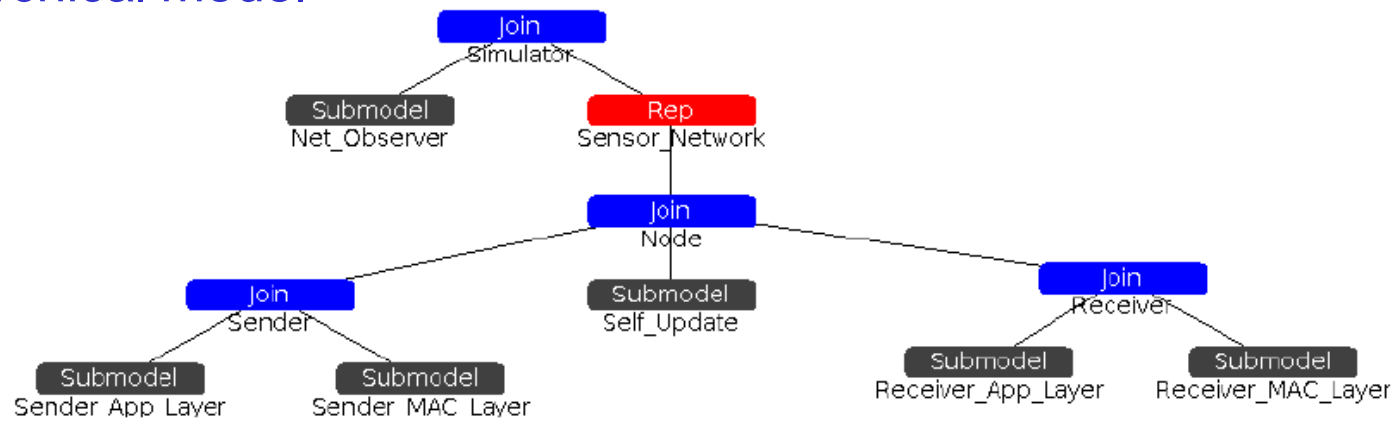 Join
Simulator
Submodel
Net_Observer
Rep
Sensor_Network
Join
Node
Join
Sender
Submodel
Self_Update
Join
Receiver
Submodel
Sender_App_Layer
Submodel
Sender_MAC_Layer
Submodel
Receiver_App_Layer
Submodel
Receiver_MAC_Layer